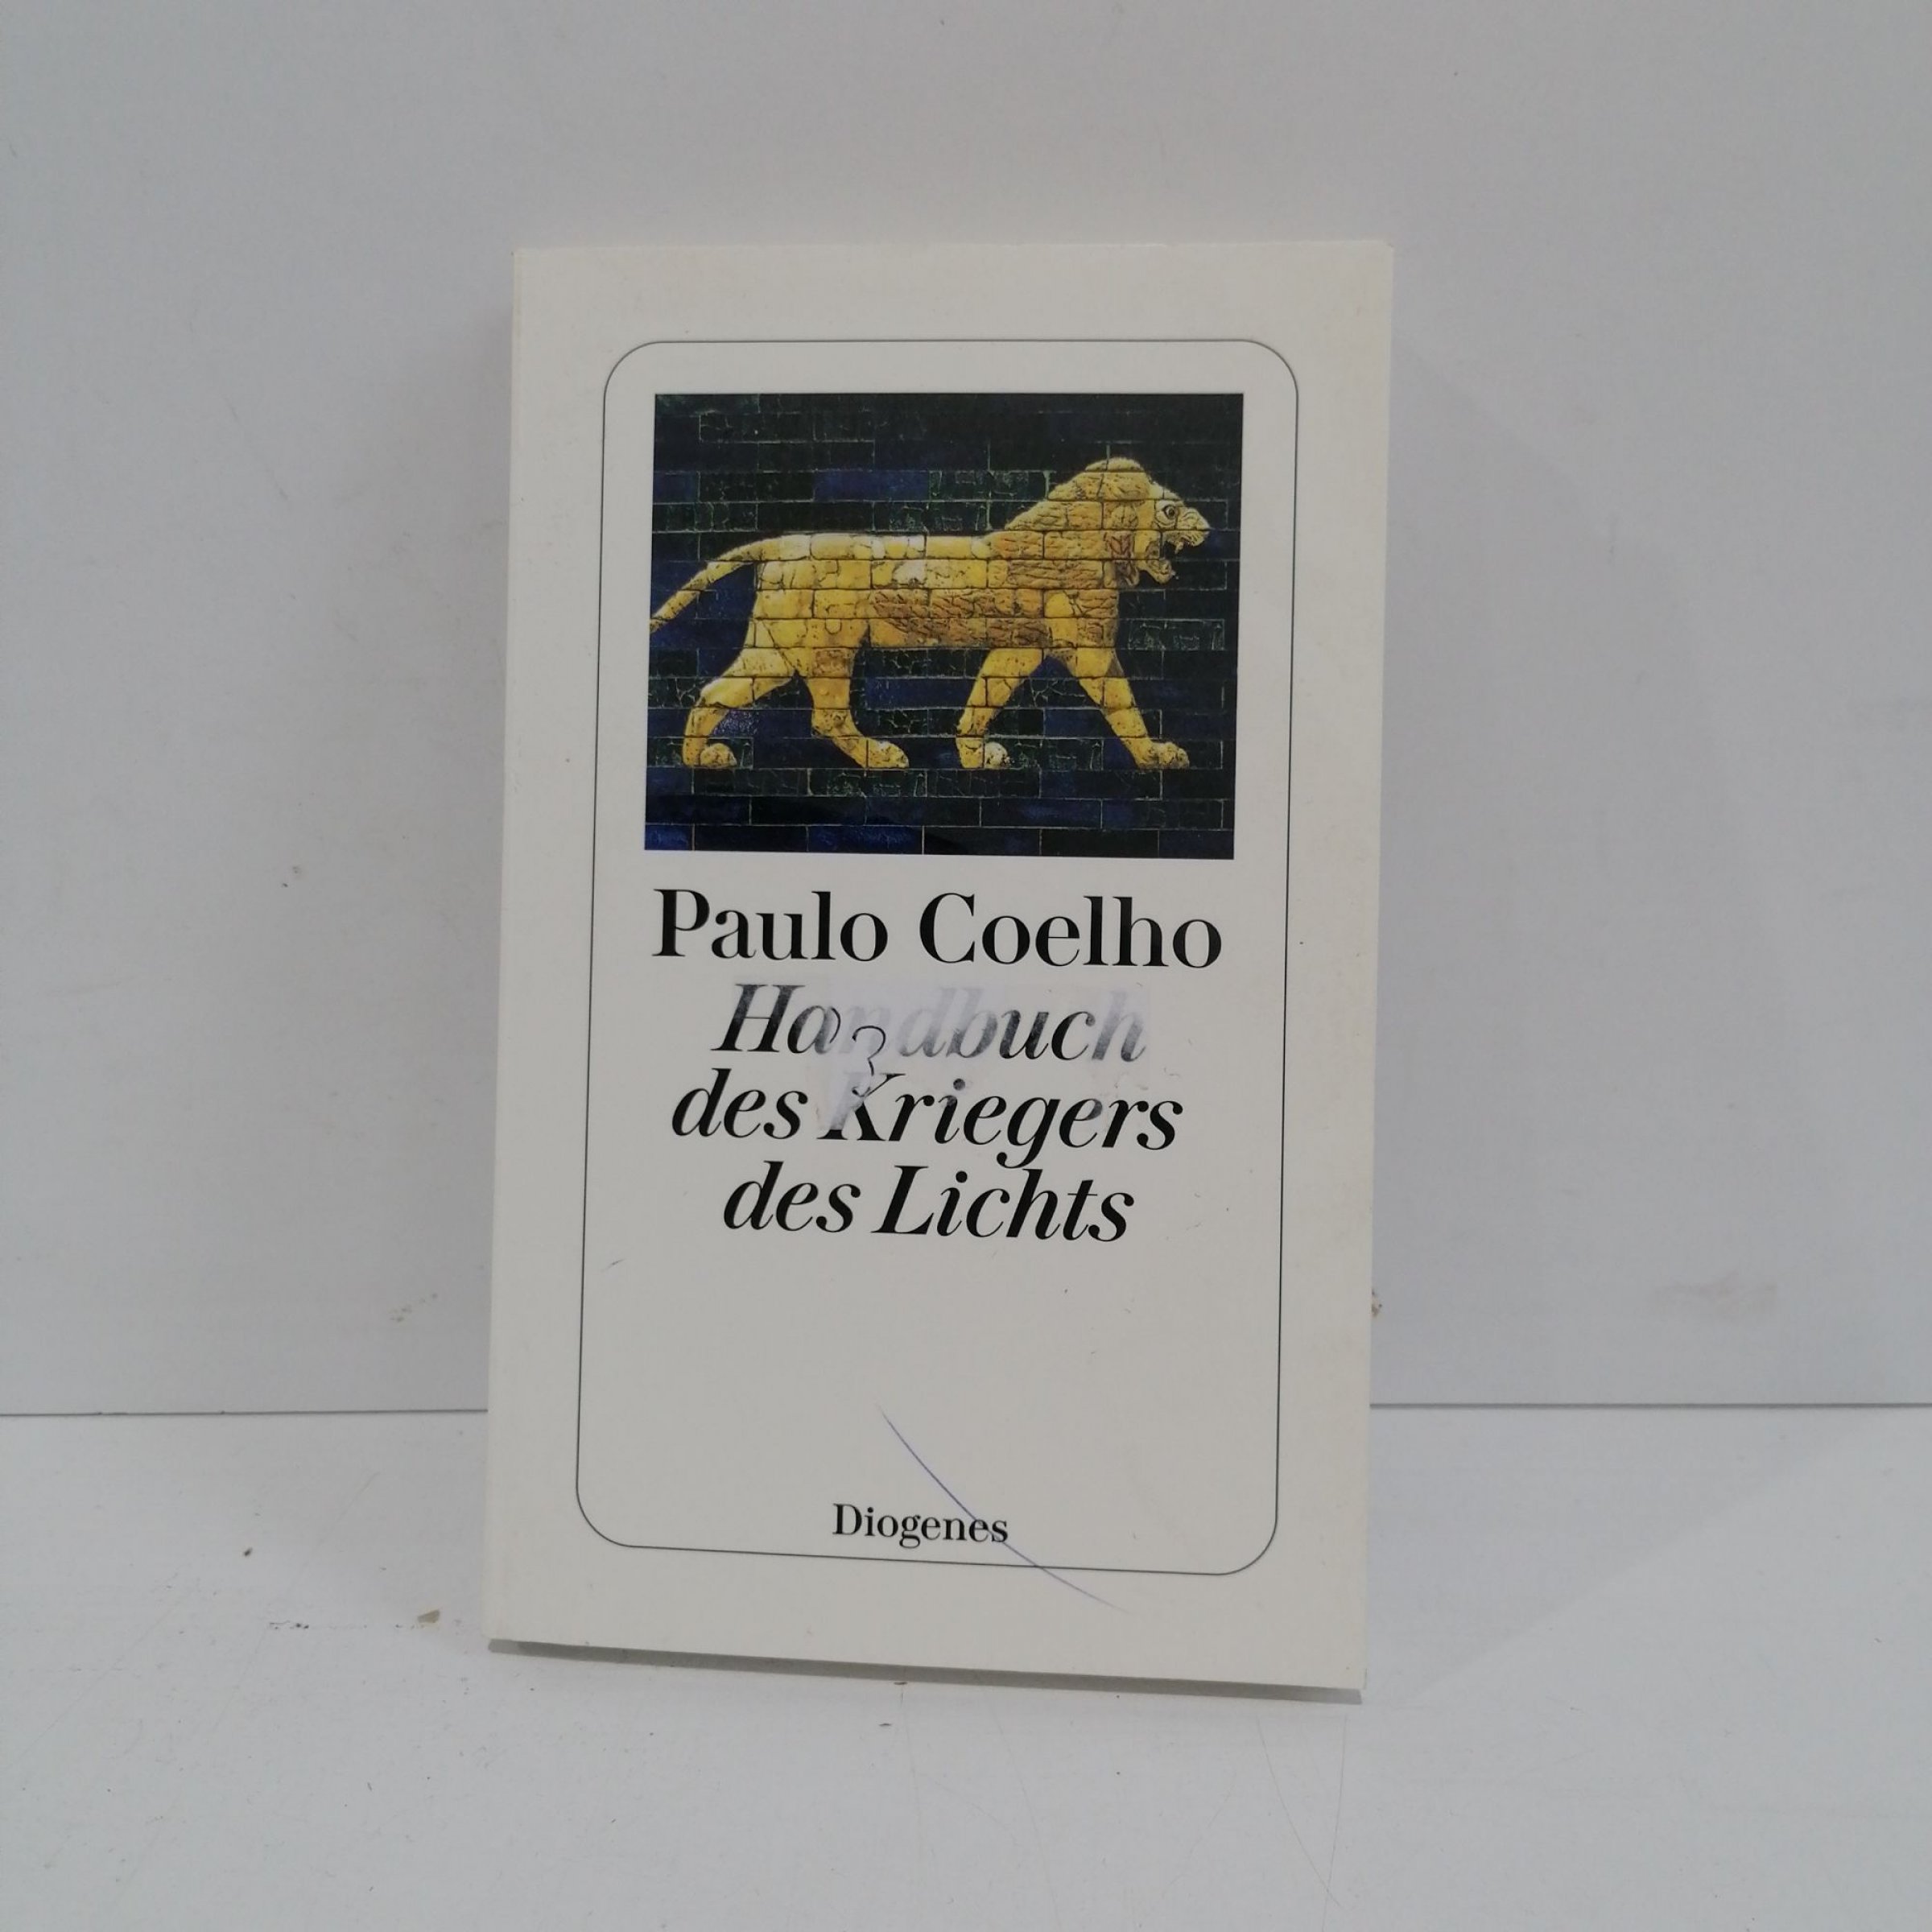 Paulo Coelho
Handbuch
des Kriegers
des Lichts
Diogenes